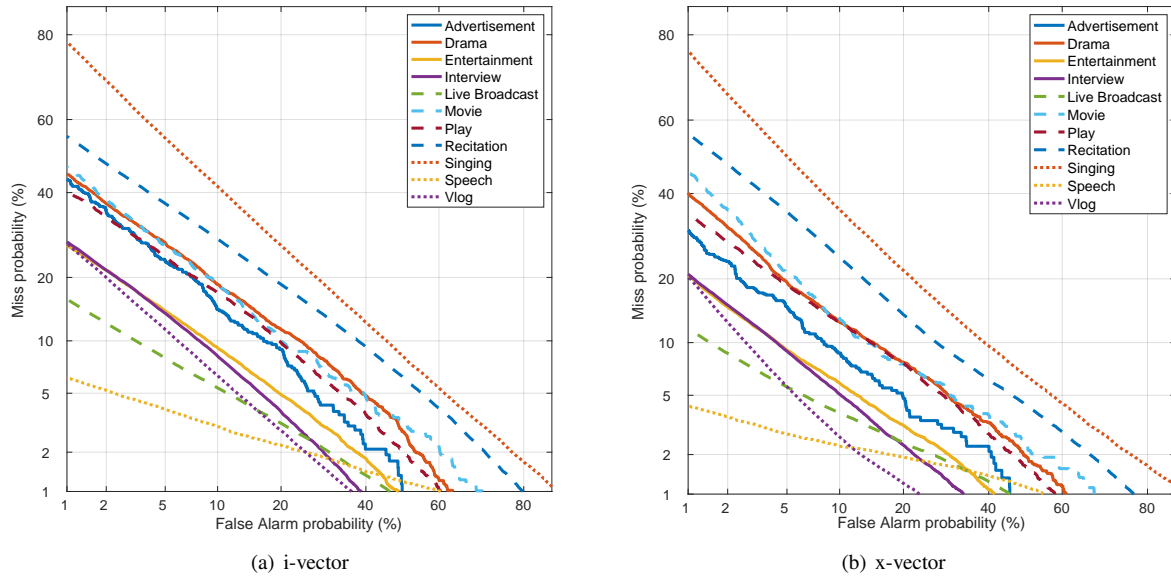 80
60
40
20
10
5
2
1
1
2
5
10
20
40
60
80
Miss probability (%)
False Alarm probability (%)
Advertisement
Drama
Entertainment
Interview
Live Broadcast
Movie
Play
Recitation
Singing
Speech
Vlog
(a) i-vector
80
60
40
20
10
5
2
1
1
2
5
10
20
40
60
80
Miss probability (%)
False Alarm probability (%)
Advertisement
Drama
Entertainment
Interview
Live Broadcast
Movie
Play
Recitation
Singing
Speech
Vlog
(b) x-vector